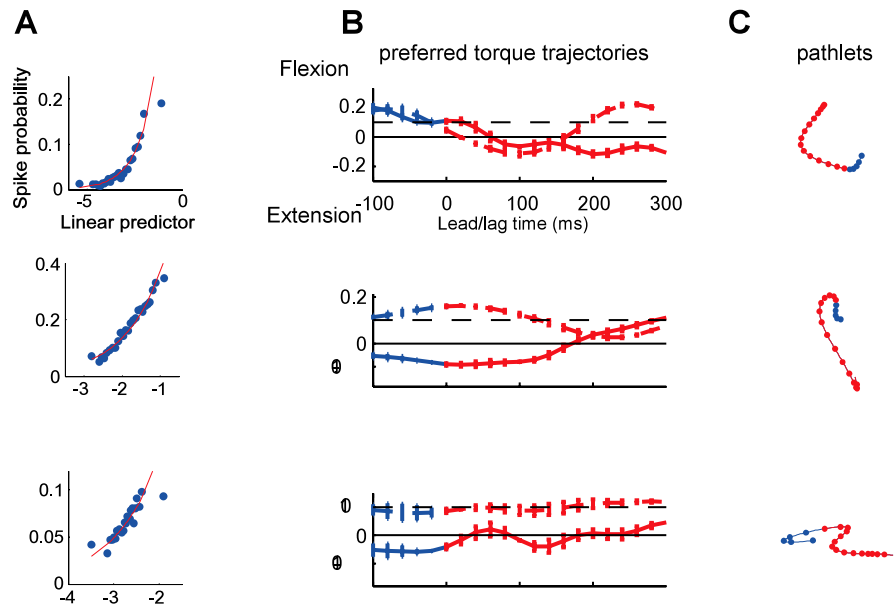 A
B
C
preferred torque trajectories
pathlets
Flexion
Spike probability
0.2
0.1
0
-5
0
Linear predictor
0.2
0
-0.2
-100
0
100
200
300
Extension
Lead/lag time (ms)
0.4
0.2
0
-3
-2
-1
0.2
0
0.1
0.05
0
-4
-3
-2
0